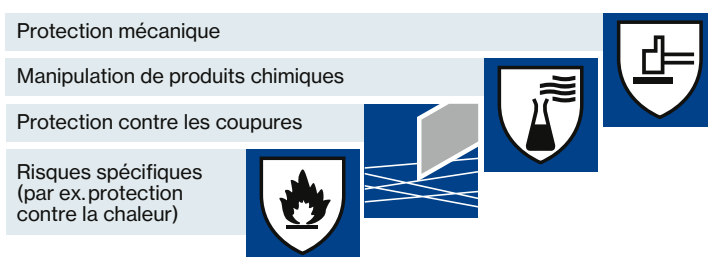 Protection mécanique
Manipulation de produits chimiques
Protection contre les coupures
Risques spécifiques
(par ex. protection
contre la chaleur)